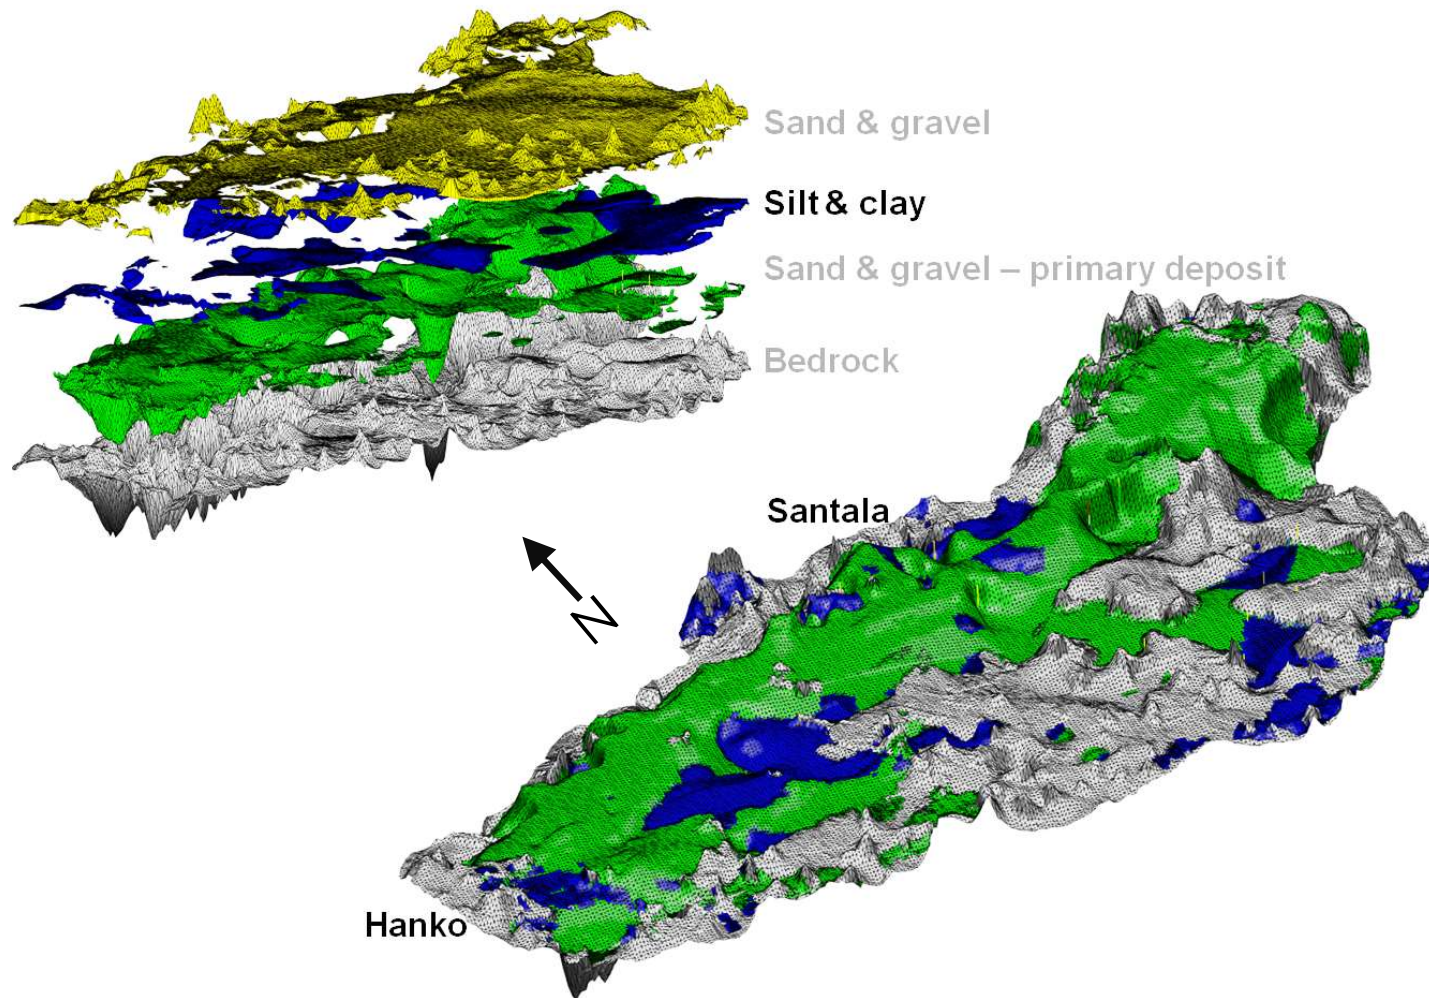 Sand & gravel
Silt & clay
Sand & gravel – primary deposit
Bedrock
Santala
N
Hanko